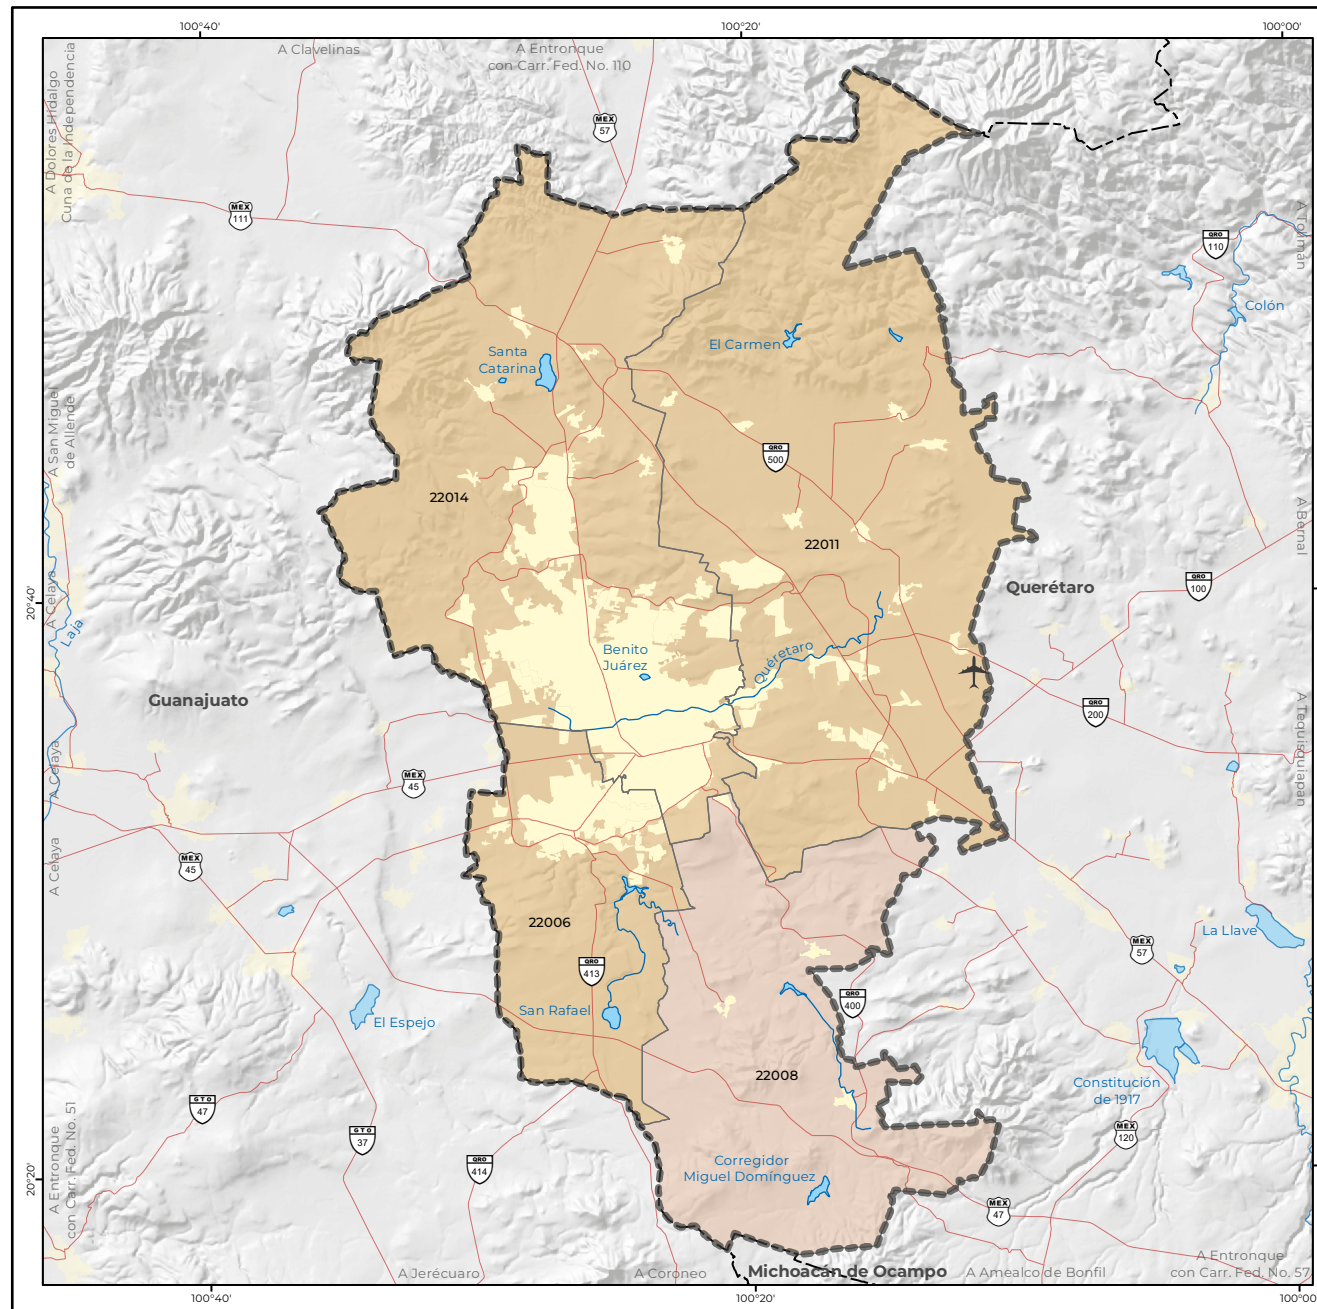 100°40'
100°20'
100°00'
A Clavelinas
A Entronque
con Carr. Fed. No. 110
A Dolores Hidalgo
Cuna de la Independencia
MEX
57
MEX
111
QRO
110
A Tolimán
Colón
El Carmen
Santa
Catarina
A San Miguel
de Allende
QRO
500
22014
22011
A Bernal
Querétaro
QRO
100
20°40'
A Celaya
Laja
Benito
Juárez
Quéretaro
Guanajuato
QRO
200
A Tequisquiapan
A Celaya
MEX
45
A Celaya
MEX
45
22006
La Llave
MEX
57
QRO
413
QRO
400
San Rafael
El Espejo
22008
Constitución
de 1917
GTO
47
GTO
37
MEX
120
QRO
414
Corregidor
Miguel Domínguez
20°20'
A Entronque
con Carr. Fed. No. 51
MEX
47
A Jerécuaro
A Coroneo
Michoacán de Ocampo
A Amealco de Bonfil
A Entronque
con Carr. Fed. No. 57
100°40'
100°20'
100°00'